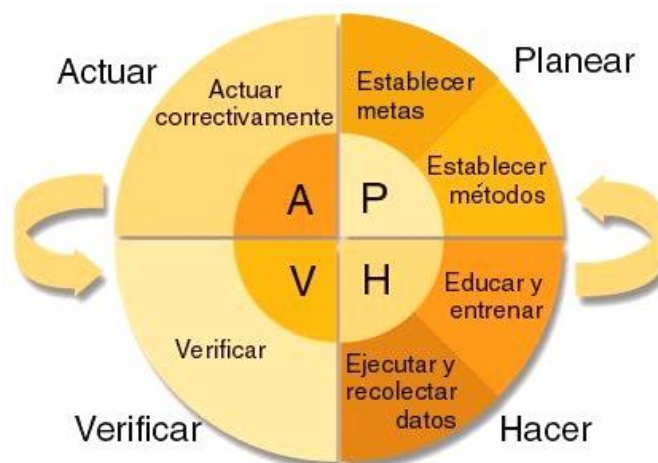 Actuar
Planear
Actuar
correctivamente
Establecer
metas
Establecer
métodos
A
P
V
H
Educar y
entrenar
Verificar
Ejecutar y
recolectar
datos
Verificar
Hacer